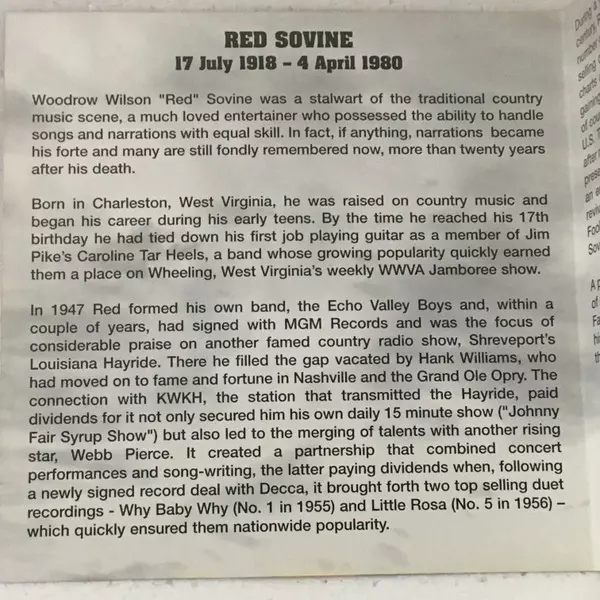 RED SOVINE
17 July 1918 – 4 April 1980
Woodrow Wilson "Red" Sovine was a stalwart of the traditional country
music scene, a much loved entertainer who possessed the ability to handle
songs and narrations with equal skill. In fact, if anything, narrations became
his forte and many are still fondly remembered now, more than twenty years
after his death.
Born in Charleston, West Virginia, he was raised on country music and
began his career during his early teens. By the time he reached his 17th
birthday he had tied down his first job playing guitar as a member of Jim
Pike's Caroline Tar Heels, a band whose growing popularity quickly earned
them a place on Wheeling, West Virginia's weekly WWVA Jamboree show.
In 1947 Red formed his own band, the Echo Valley Boys and, within a
couple of years, had signed with MGM Records and was the focus of
considerable praise on another famed country radio show, Shreveport's
Louisiana Hayride. There he filled the gap vacated by Hank Williams, who
had moved on to fame and fortune in Nashville and the Grand Ole Opry. The
connection with KWKH, the station that transmitted the Hayride, paid
dividends for it not only secured him his own daily 15 minute show ("Johnny
Fair Syrup Show") but also led to the merging of talents with another rising
star, Webb Pierce. It created a partnership that combined concert
performances and song-writing, the latter paying dividends when, following
a newly signed record deal with Decca, it brought forth two top selling duet
recordings - Why Baby Why (No. 1 in 1955) and Little Rosa (No. 5 in 1956) –
which quickly ensured them nationwide popularity.
During a
number
selling
charts
gaining
of
U.S.
after
an